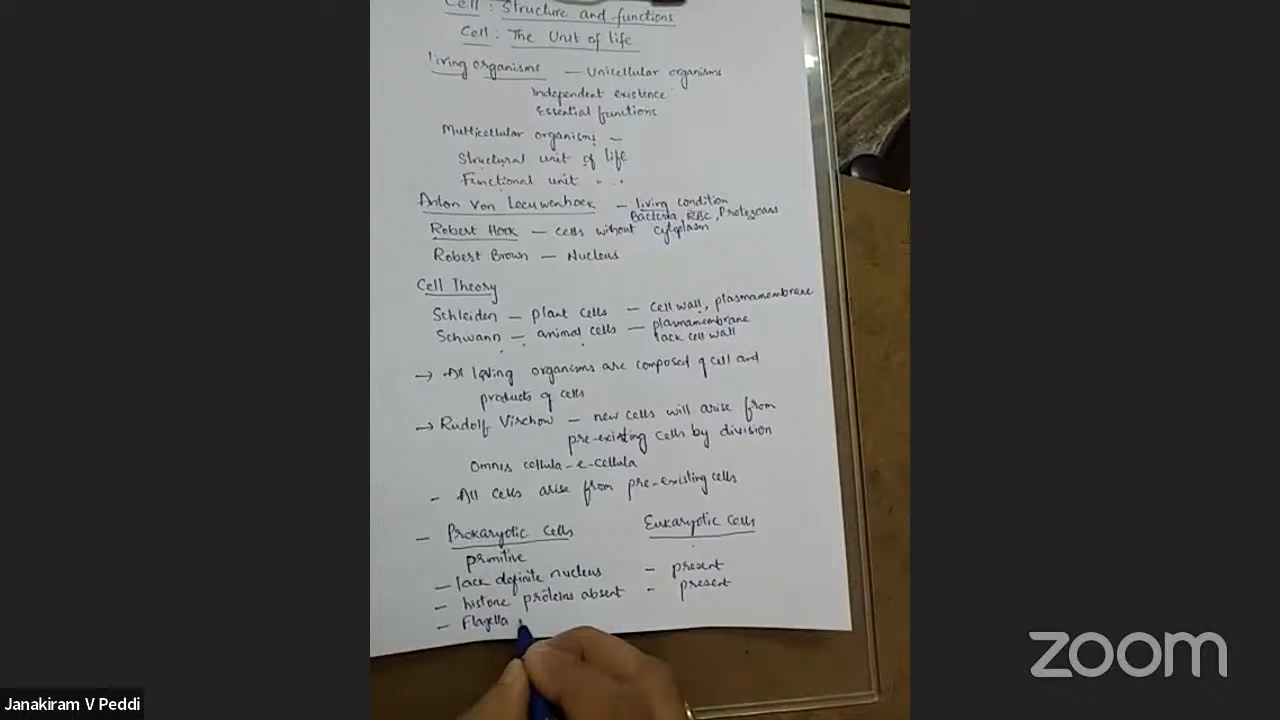 Cell : Structure and functions
Cell : The Unit of life
living organisms — Unicellular organisms
Independent existence
Essential functions
Multicellular organisms —
Structural unit of life
Functional unit " "
Anton Von Leeuwenhoek — living condition
Bacteria, RBC, Protozoans
Robert Hook — cells without cytoplasm
Robert Brown — Nucleus
Cell Theory
Schleiden — plant cells — cell wall, plasmamembrane
Schwann — animal cells — plasmamembrane
lack cell wall
→ All living organisms are composed of cell and
products of cells
→ Rudolf Virchow — new cells will arise from
pre-existing cells by division
Omnis cellula-e-cellula
- All cells arise from pre-existing cells
- Prokaryotic cells Eukaryotic cells
primitive
- lack definite nucleus - present
- histone proteins absent - present
- Flagella
zoom
Janakiram V Peddi